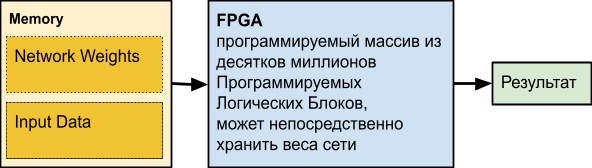 Memory
Network Weights
Input Data
FPGA
программируемый массив из
десятков миллионов
Программируемых
Логических Блоков,
может непосредственно
хранить веса сети
Результат